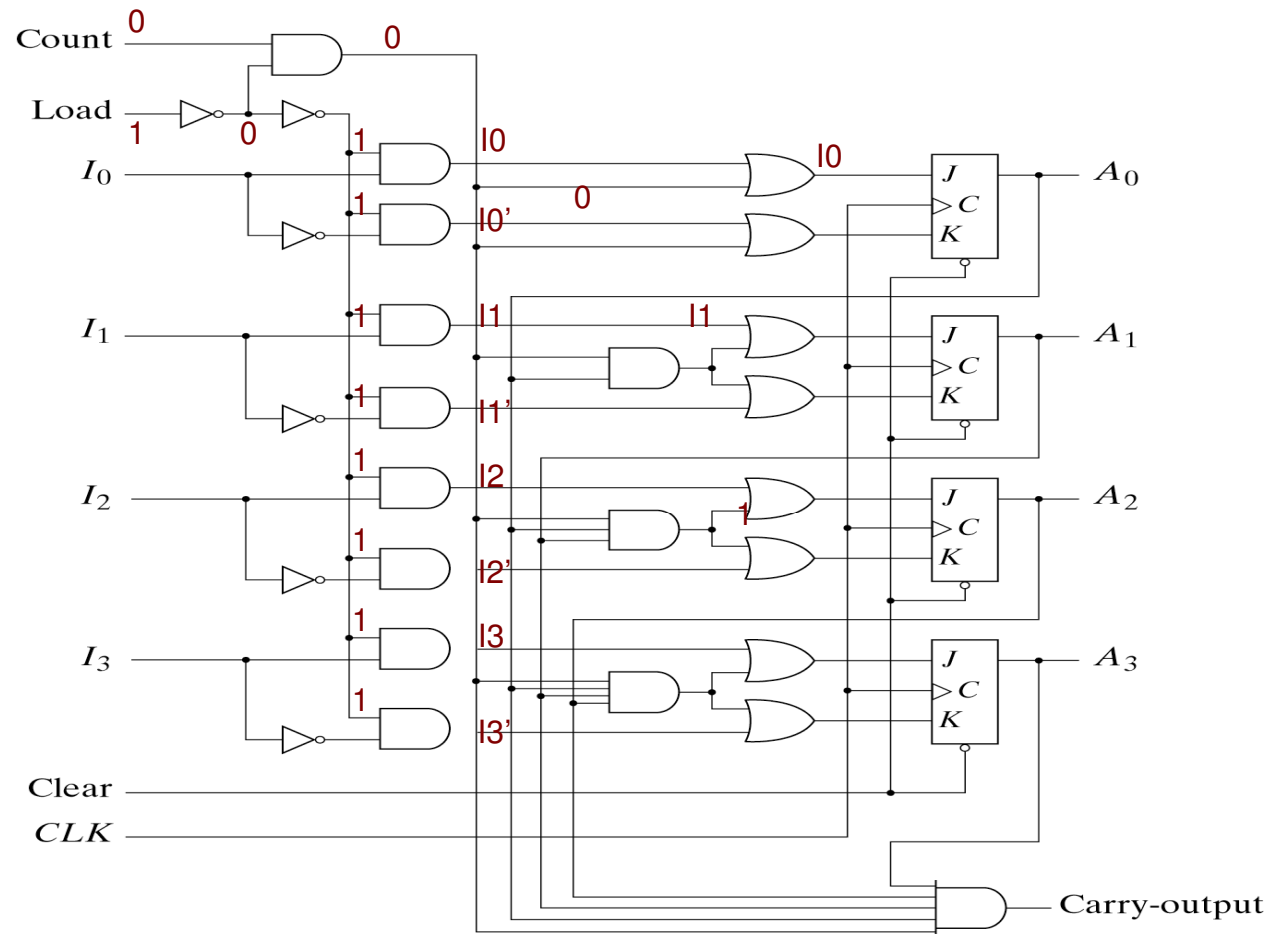 0
Count 0
Load
1 0 1 I0 I0
I₀ J A₀
0
1 I0’ C
K
1 I1 I1
I₁ J A₁
C
1 I1’ K
1 I2
I₂ J A₂
1
C
1 I2’ K
1 I3
I₃ J A₃
C
1 I3’ K
Clear
CLK
Carry-output